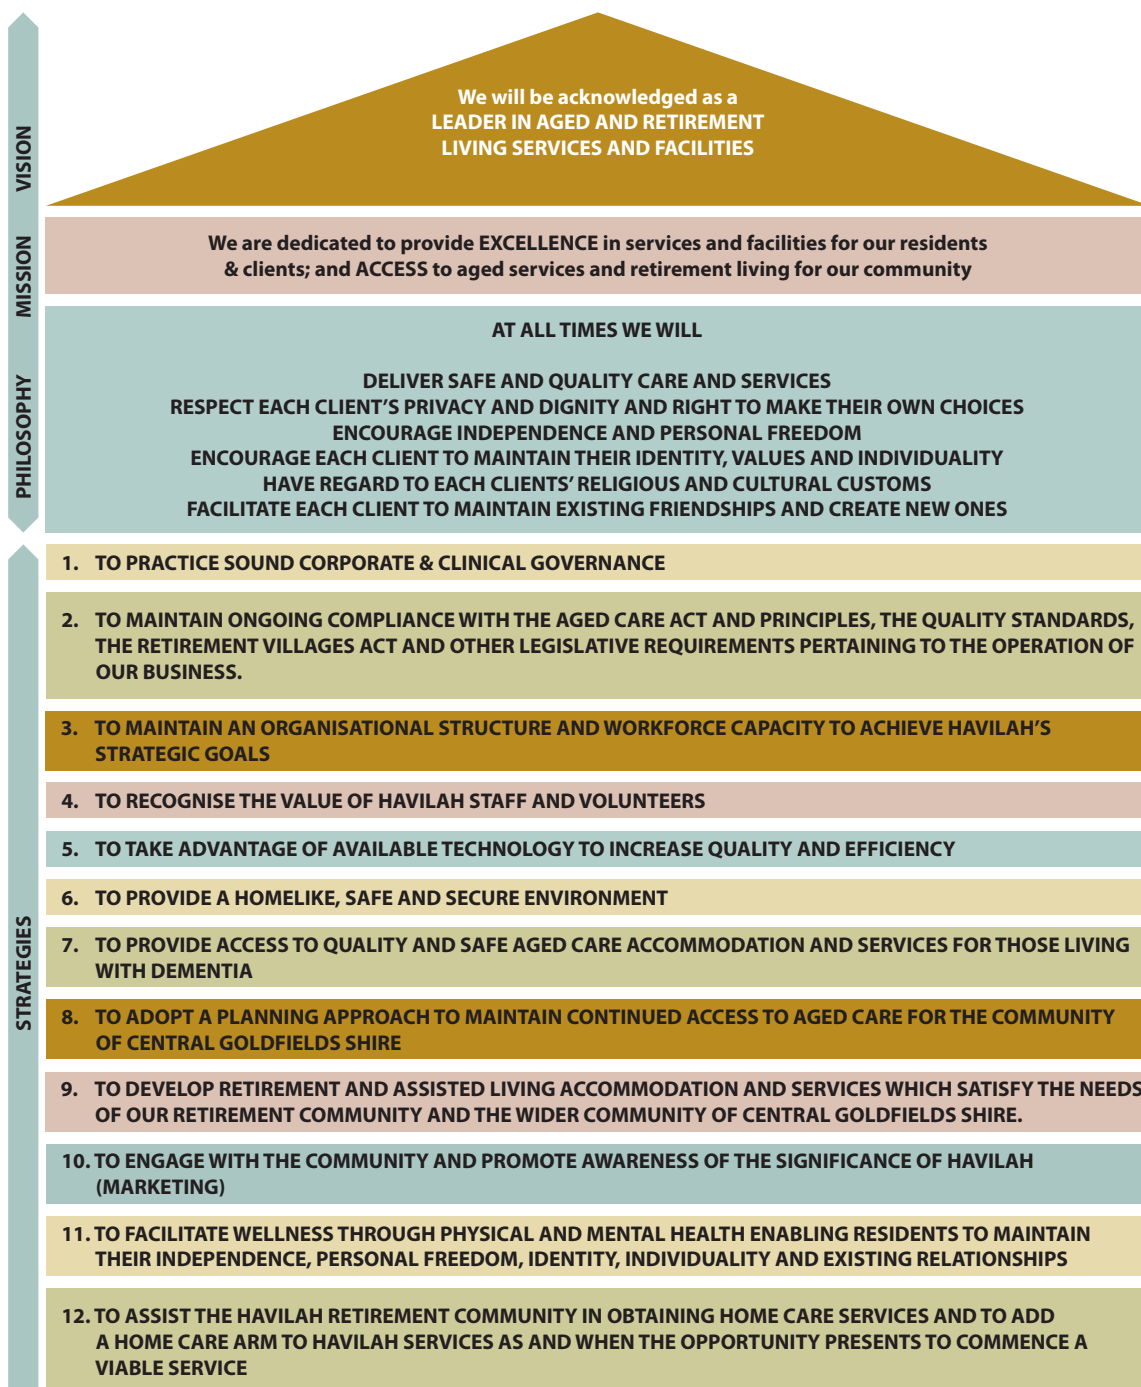 VISION
We will be acknowledged as a
LEADER IN AGED AND RETIREMENT
LIVING SERVICES AND FACILITIES
MISSION
We are dedicated to provide EXCELLENCE in services and facilities for our residents
& clients; and ACCESS to aged services and retirement living for our community
PHILOSOPHY
AT ALL TIMES WE WILL
DELIVER SAFE AND QUALITY CARE AND SERVICES
RESPECT EACH CLIENT'S PRIVACY AND DIGNITY AND RIGHT TO MAKE THEIR OWN CHOICES
ENCOURAGE INDEPENDENCE AND PERSONAL FREEDOM
ENCOURAGE EACH CLIENT TO MAINTAIN THEIR IDENTITY, VALUES AND INDIVIDUALITY
HAVE REGARD TO EACH CLIENTS' RELIGIOUS AND CULTURAL CUSTOMS
FACILITATE EACH CLIENT TO MAINTAIN EXISTING FRIENDSHIPS AND CREATE NEW ONES
STRATEGIES
1. TO PRACTICE SOUND CORPORATE & CLINICAL GOVERNANCE
2. TO MAINTAIN ONGOING COMPLIANCE WITH THE AGED CARE ACT AND PRINCIPLES, THE QUALITY STANDARDS,
THE RETIREMENT VILLAGES ACT AND OTHER LEGISLATIVE REQUIREMENTS PERTAINING TO THE OPERATION OF
OUR BUSINESS.
3. TO MAINTAIN AN ORGANISATIONAL STRUCTURE AND WORKFORCE CAPACITY TO ACHIEVE HAVILAH'S
STRATEGIC GOALS
4. TO RECOGNISE THE VALUE OF HAVILAH STAFF AND VOLUNTEERS
5. TO TAKE ADVANTAGE OF AVAILABLE TECHNOLOGY TO INCREASE QUALITY AND EFFICIENCY
6. TO PROVIDE A HOMELIKE, SAFE AND SECURE ENVIRONMENT
7. TO PROVIDE ACCESS TO QUALITY AND SAFE AGED CARE ACCOMMODATION AND SERVICES FOR THOSE LIVING
WITH DEMENTIA
8. TO ADOPT A PLANNING APPROACH TO MAINTAIN CONTINUED ACCESS TO AGED CARE FOR THE COMMUNITY
OF CENTRAL GOLDFIELDS SHIRE
9. TO DEVELOP RETIREMENT AND ASSISTED LIVING ACCOMMODATION AND SERVICES WHICH SATISFY THE NEEDS
OF OUR RETIREMENT COMMUNITY AND THE WIDER COMMUNITY OF CENTRAL GOLDFIELDS SHIRE.
10. TO ENGAGE WITH THE COMMUNITY AND PROMOTE AWARENESS OF THE SIGNIFICANCE OF HAVILAH
(MARKETING)
11. TO FACILITATE WELLNESS THROUGH PHYSICAL AND MENTAL HEALTH ENABLING RESIDENTS TO MAINTAIN
THEIR INDEPENDENCE, PERSONAL FREEDOM, IDENTITY, INDIVIDUALITY AND EXISTING RELATIONSHIPS
12. TO ASSIST THE HAVILAH RETIREMENT COMMUNITY IN OBTAINING HOME CARE SERVICES AND TO ADD
A HOME CARE ARM TO HAVILAH SERVICES AS AND WHEN THE OPPORTUNITY PRESENTS TO COMMENCE A
VIABLE SERVICE